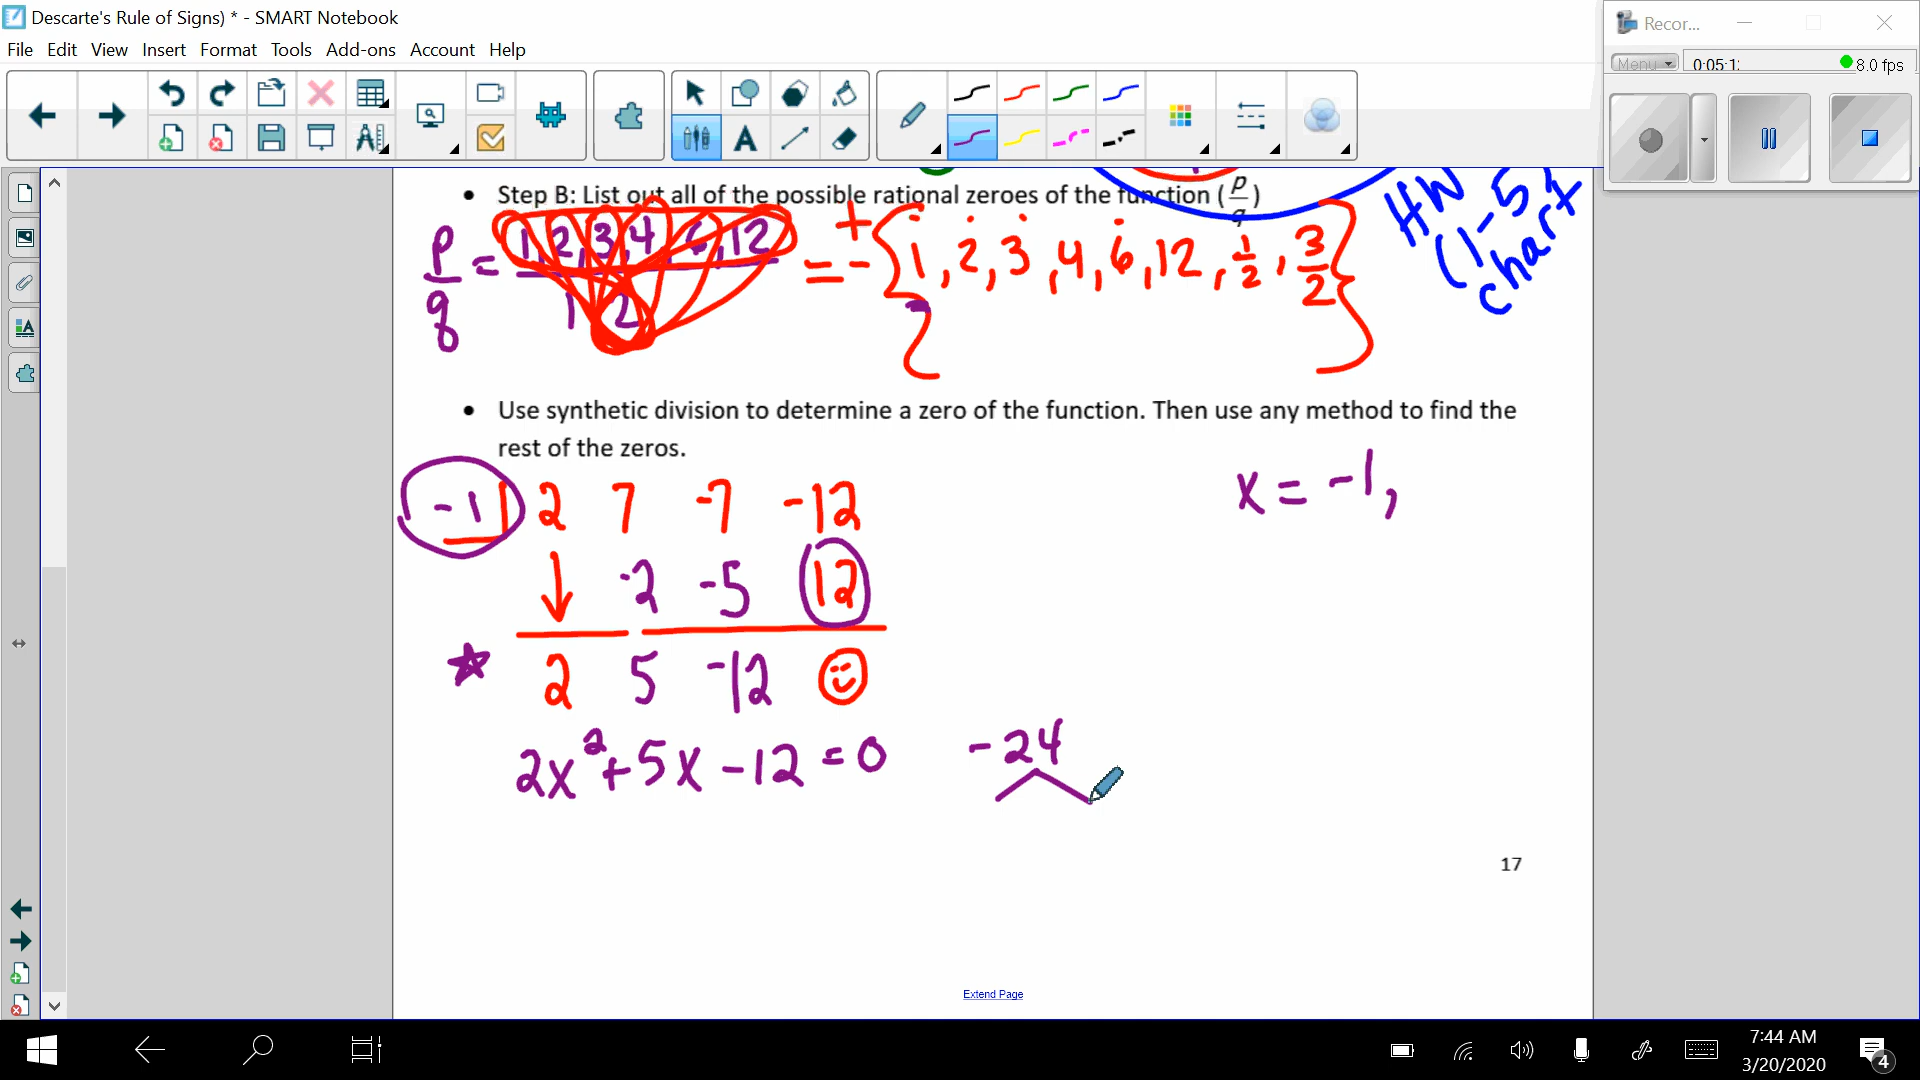 Descarte's Rule of Signs) * - SMART Notebook
File Edit View Insert Format Tools Add-ons Account Help
Recor...
Menu 0:05:1 8.0 fps
• Step B: List out all of the possible rational zeroes of the function (p/q)
p/q = 1, 2, 3, 4, 6, 12 / 1, 2 = ± { 1, 2, 3, 4, 6, 12, 1/2, 3/2 }
HW
(1-5)
chart
• Use synthetic division to determine a zero of the function. Then use any method to find the
rest of the zeros.
x = -1,
-1 | 2 7 -7 -12
-2 -5 12
2 5 -12
2x² + 5x - 12 = 0
-24
17
Extend Page
7:44 AM
3/20/2020
4